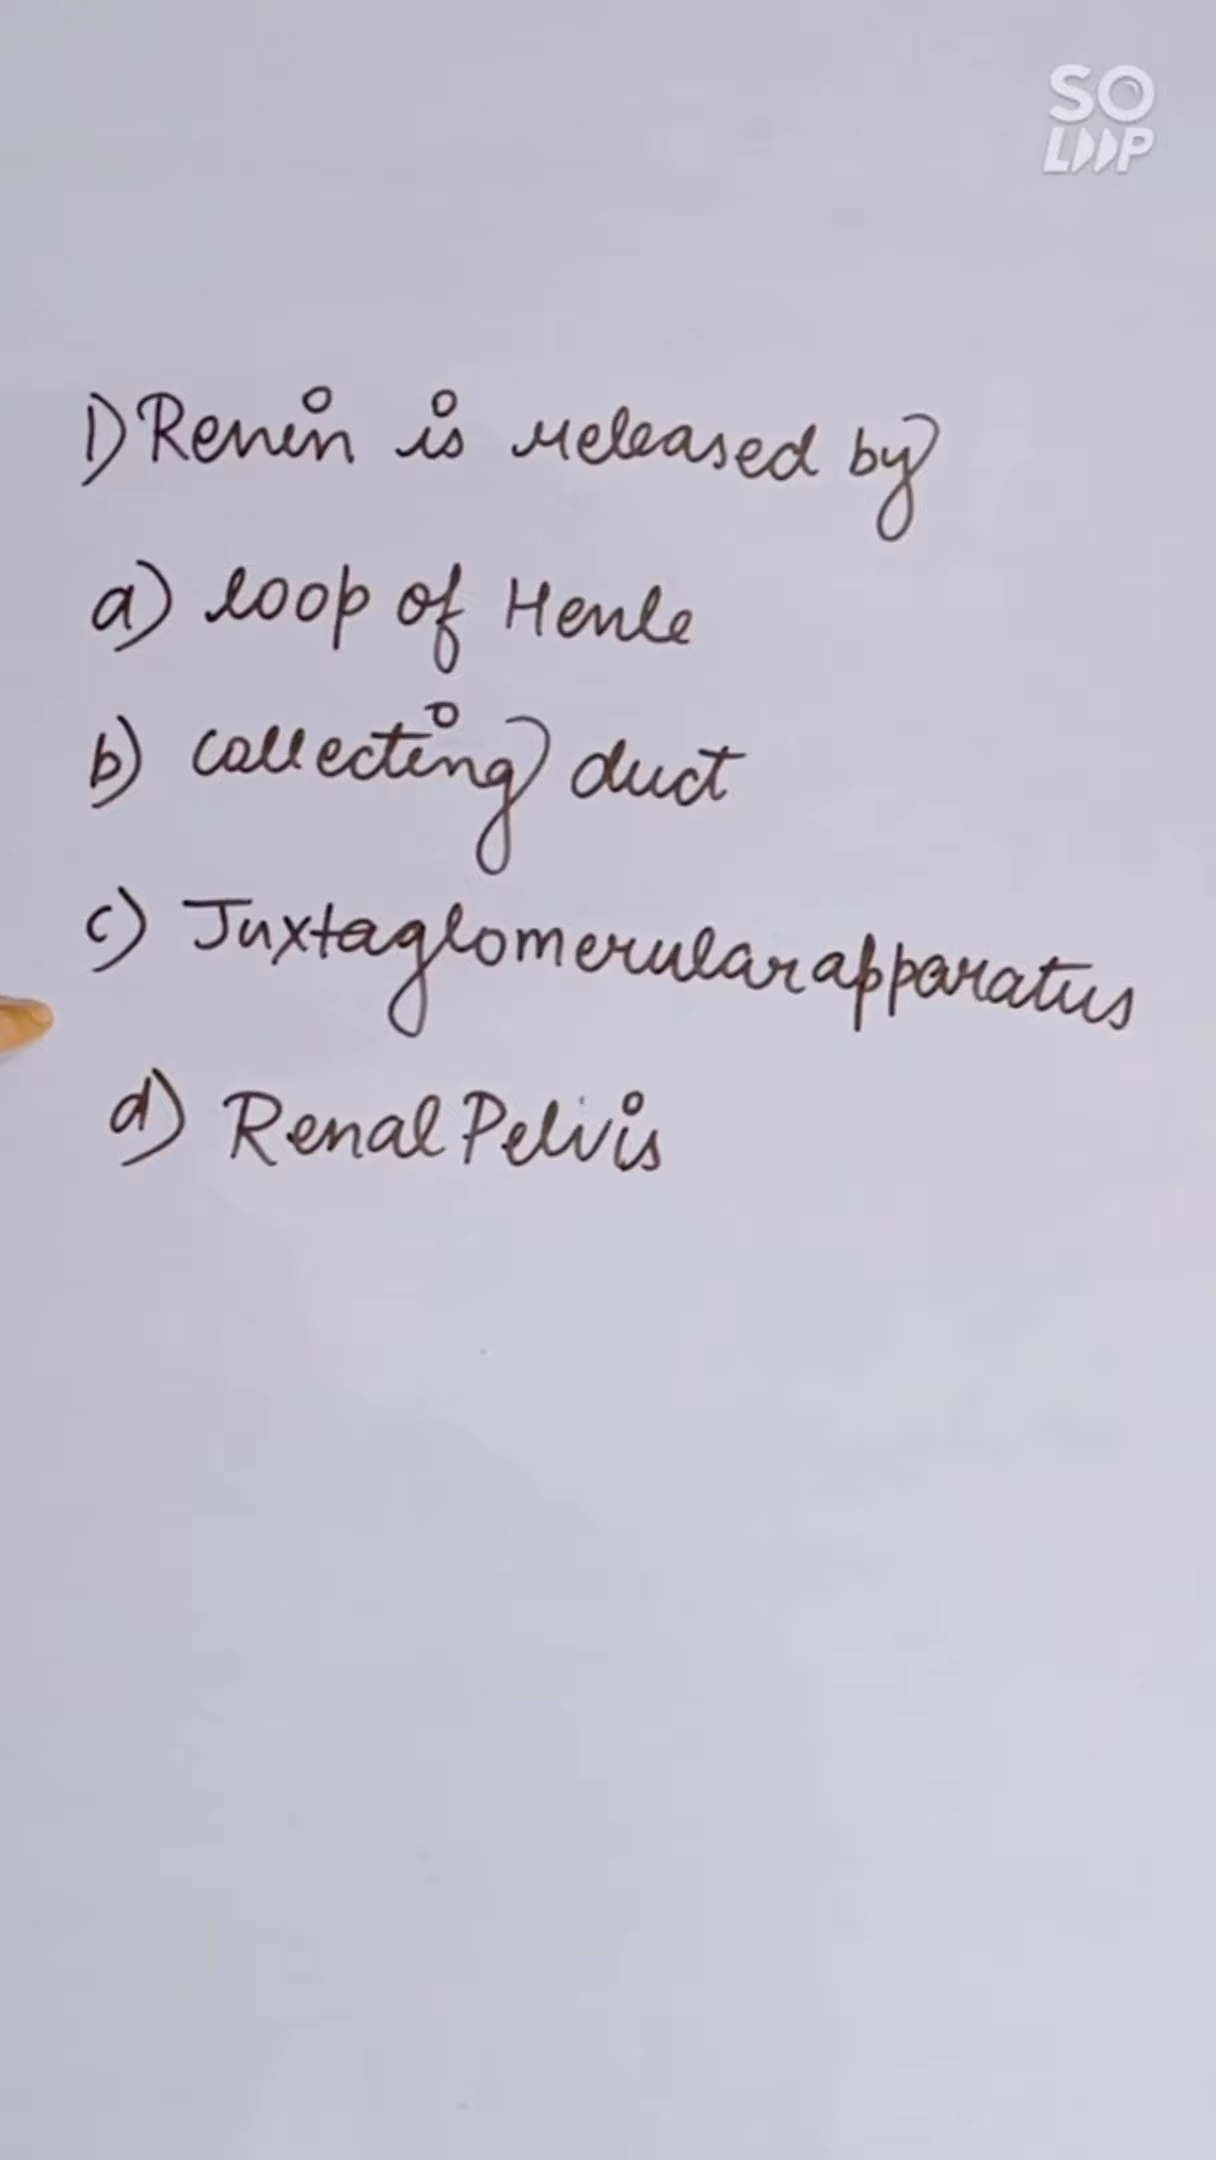 SO
LOOP
1) Renin is released by
a) loop of Henle
b) collecting duct
c) Juxtaglomerular apparatus
d) Renal Pelvis